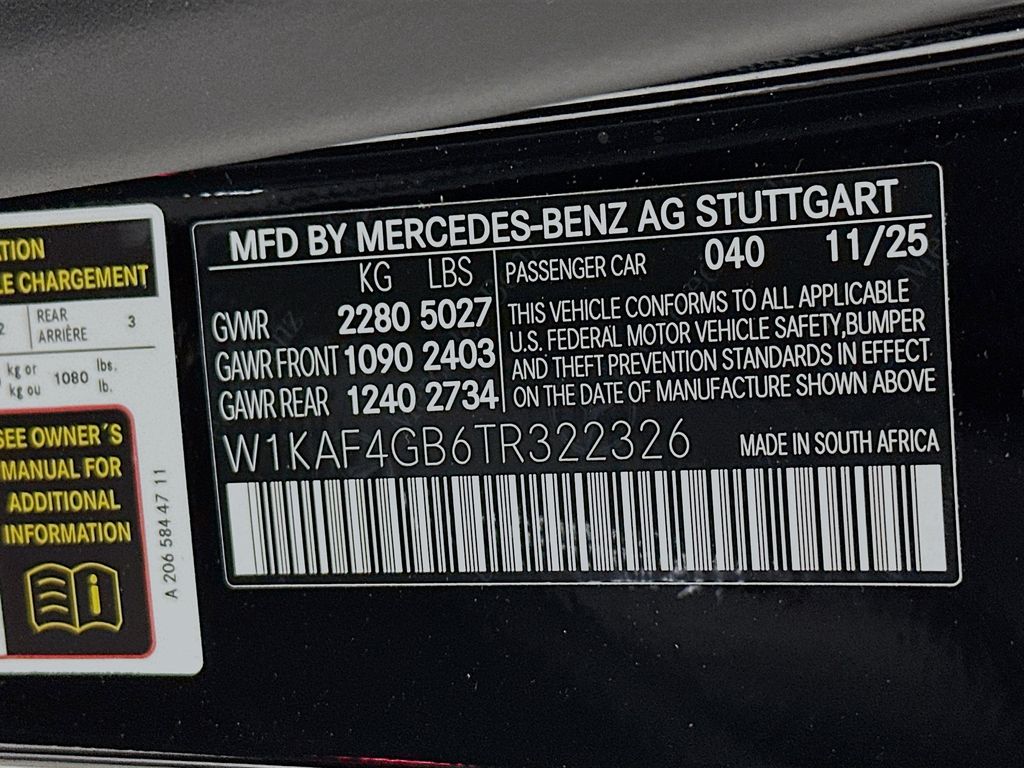 TION
LE CHARGEMENT
2 REAR ARRIÈRE 3
kg or kg ou 1080 lbs. lb.
SEE OWNER´S
MANUAL FOR
ADDITIONAL
INFORMATION
A 206 584 47 11
MFD BY MERCEDES-BENZ AG STUTTGART
KG LBS PASSENGER CAR 040 11/25
GVWR 2280 5027
GAWR FRONT 1090 2403
GAWR REAR 1240 2734
THIS VEHICLE CONFORMS TO ALL APPLICABLE
U.S. FEDERAL MOTOR VEHICLE SAFETY,BUMPER
AND THEFT PREVENTION STANDARDS IN EFFECT
ON THE DATE OF MANUFACTURE SHOWN ABOVE
W1KAF4GB6TR322326 MADE IN SOUTH AFRICA